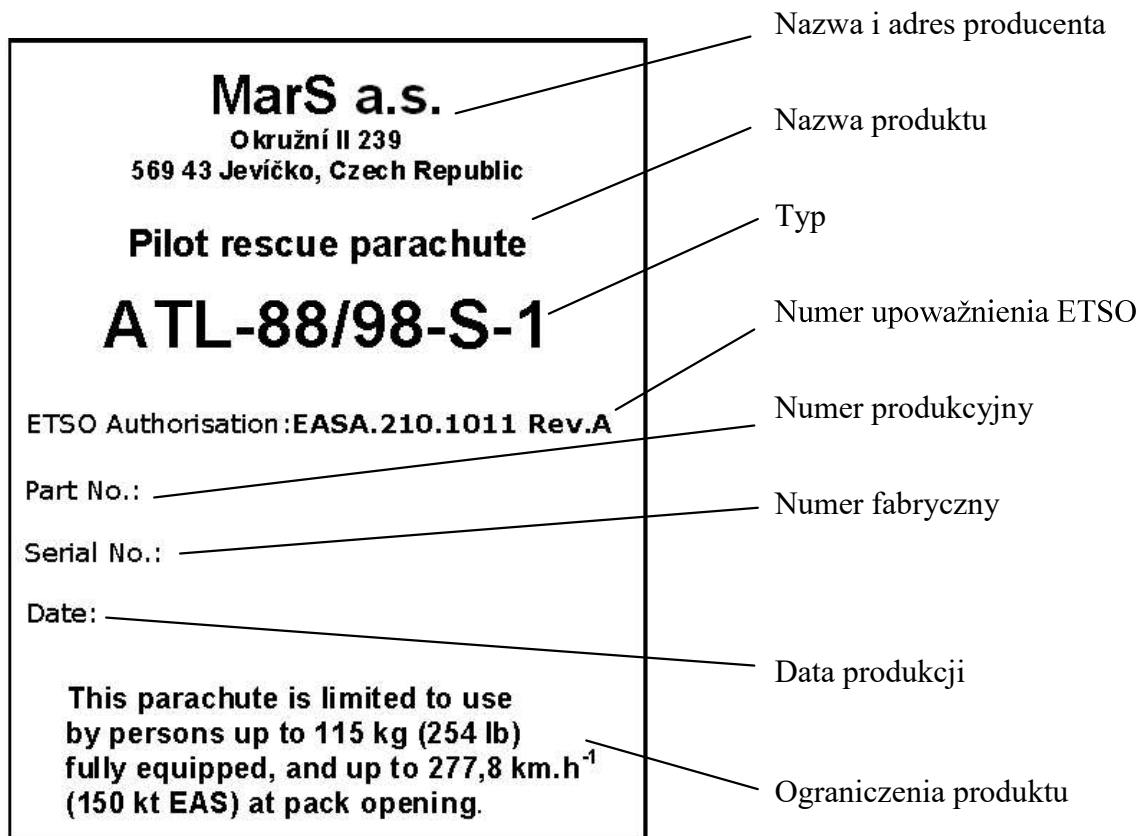 MarS a.s.
Okružní II 239
569 43 Jevíčko, Czech Republic
Pilot rescue parachute
ATL-88/98-S-1
ETSO Authorisation:EASA.210.1011 Rev.A
Part No.:
Serial No.:
Date:
This parachute is limited to use
by persons up to 115 kg (254 lb)
fully equipped, and up to 277,8 km.h⁻¹
(150 kt EAS) at pack opening.
Nazwa i adres producenta
Nazwa produktu
Typ
Numer upoważnienia ETSO
Numer produkcyjny
Numer fabryczny
Data produkcji
Ograniczenia produktu